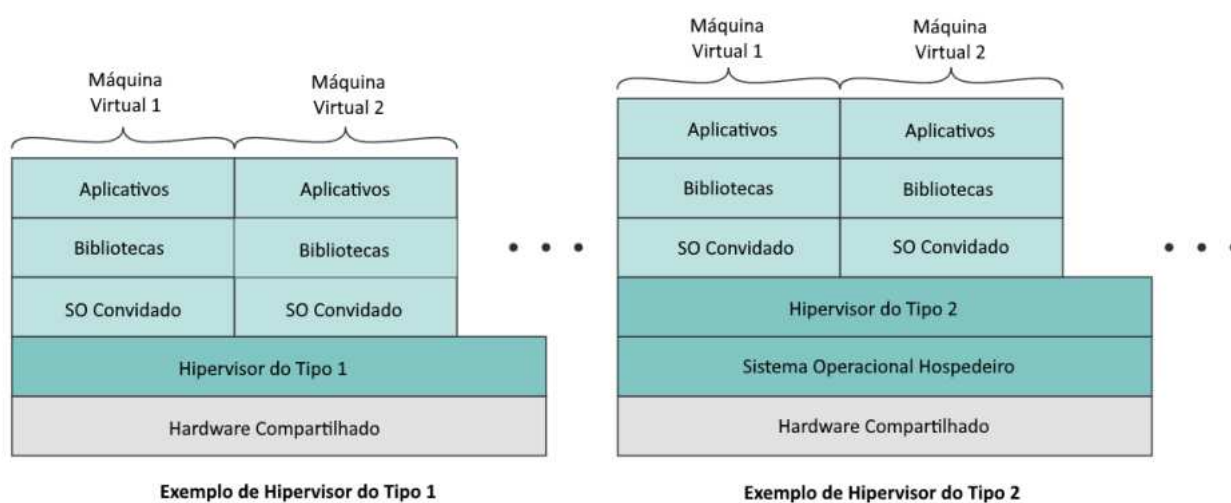 Máquina
Virtual 1
Máquina
Virtual 2
Aplicativos
Aplicativos
Bibliotecas
Bibliotecas
SO Convidado
SO Convidado
Hipervisor do Tipo 1
Hardware Compartilhado
Exemplo de Hipervisor do Tipo 1
Máquina
Virtual 1
Máquina
Virtual 2
Aplicativos
Aplicativos
Bibliotecas
Bibliotecas
SO Convidado
SO Convidado
Hipervisor do Tipo 2
Sistema Operacional Hospedeiro
Hardware Compartilhado
Exemplo de Hipervisor do Tipo 2